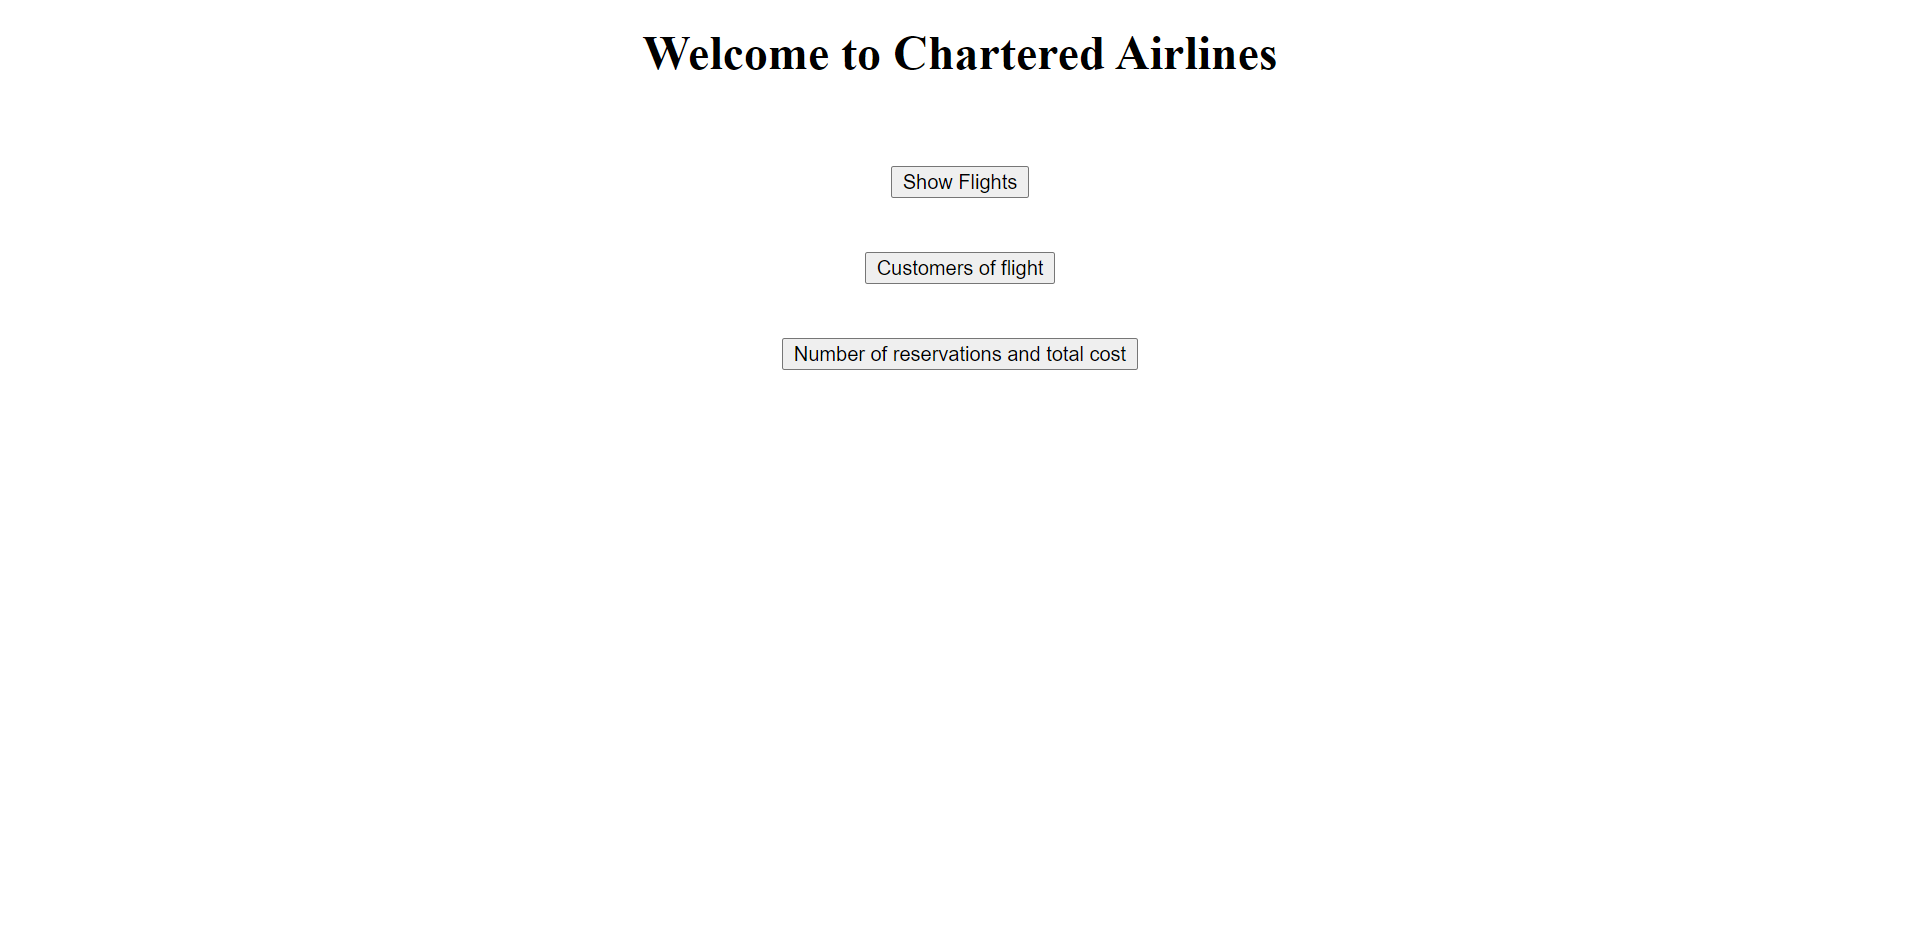 Welcome to Chartered Airlines
Show Flights
Customers of flight
Number of reservations and total cost